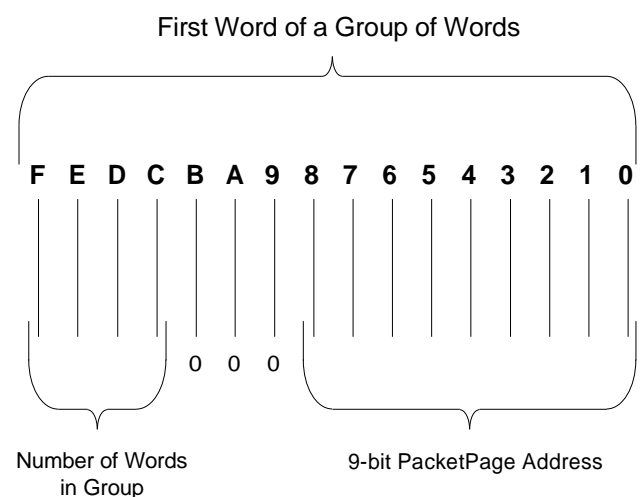 First Word of a Group of Words
F E D C B A 9 8 7 6 5 4 3 2 1 0
0 0 0
Number of Words
in Group
9-bit PacketPage Address